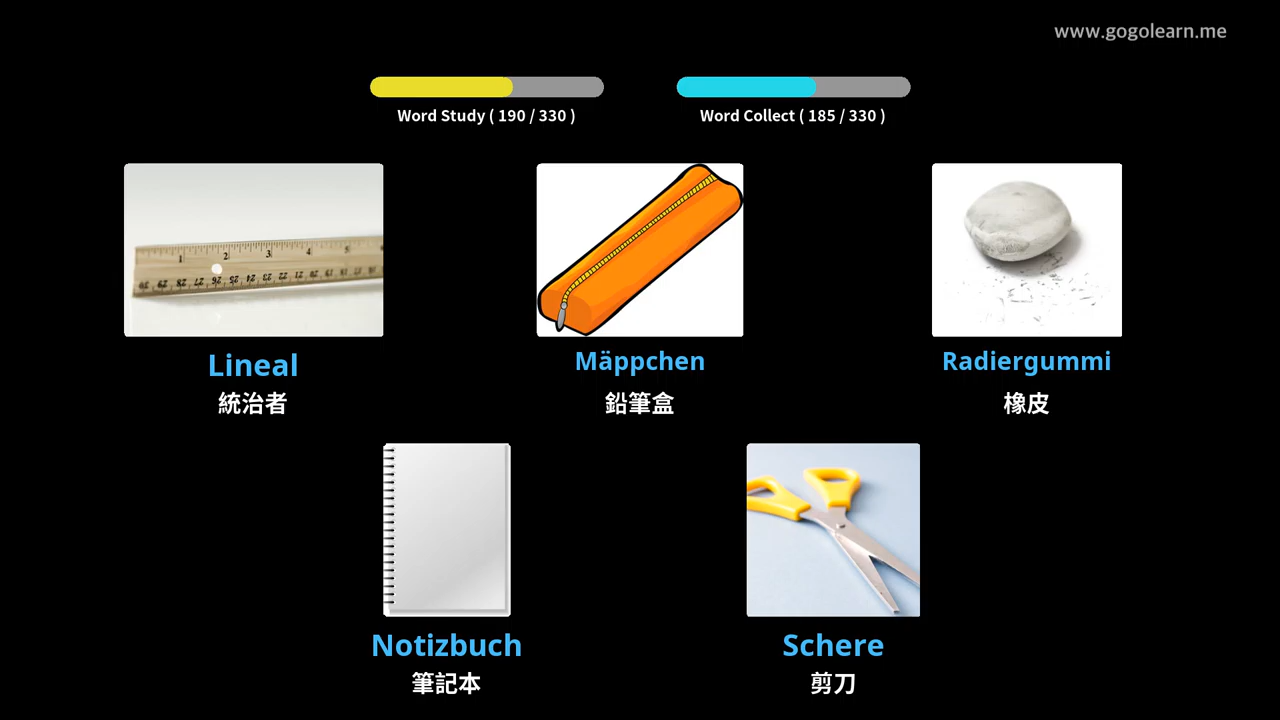 www.gogolearn.me
Word Study ( 190 / 330 )
Word Collect ( 185 / 330 )
Lineal
統治者
Mäppchen
鉛筆盒
Radiergummi
橡皮
Notizbuch
筆記本
Schere
剪刀